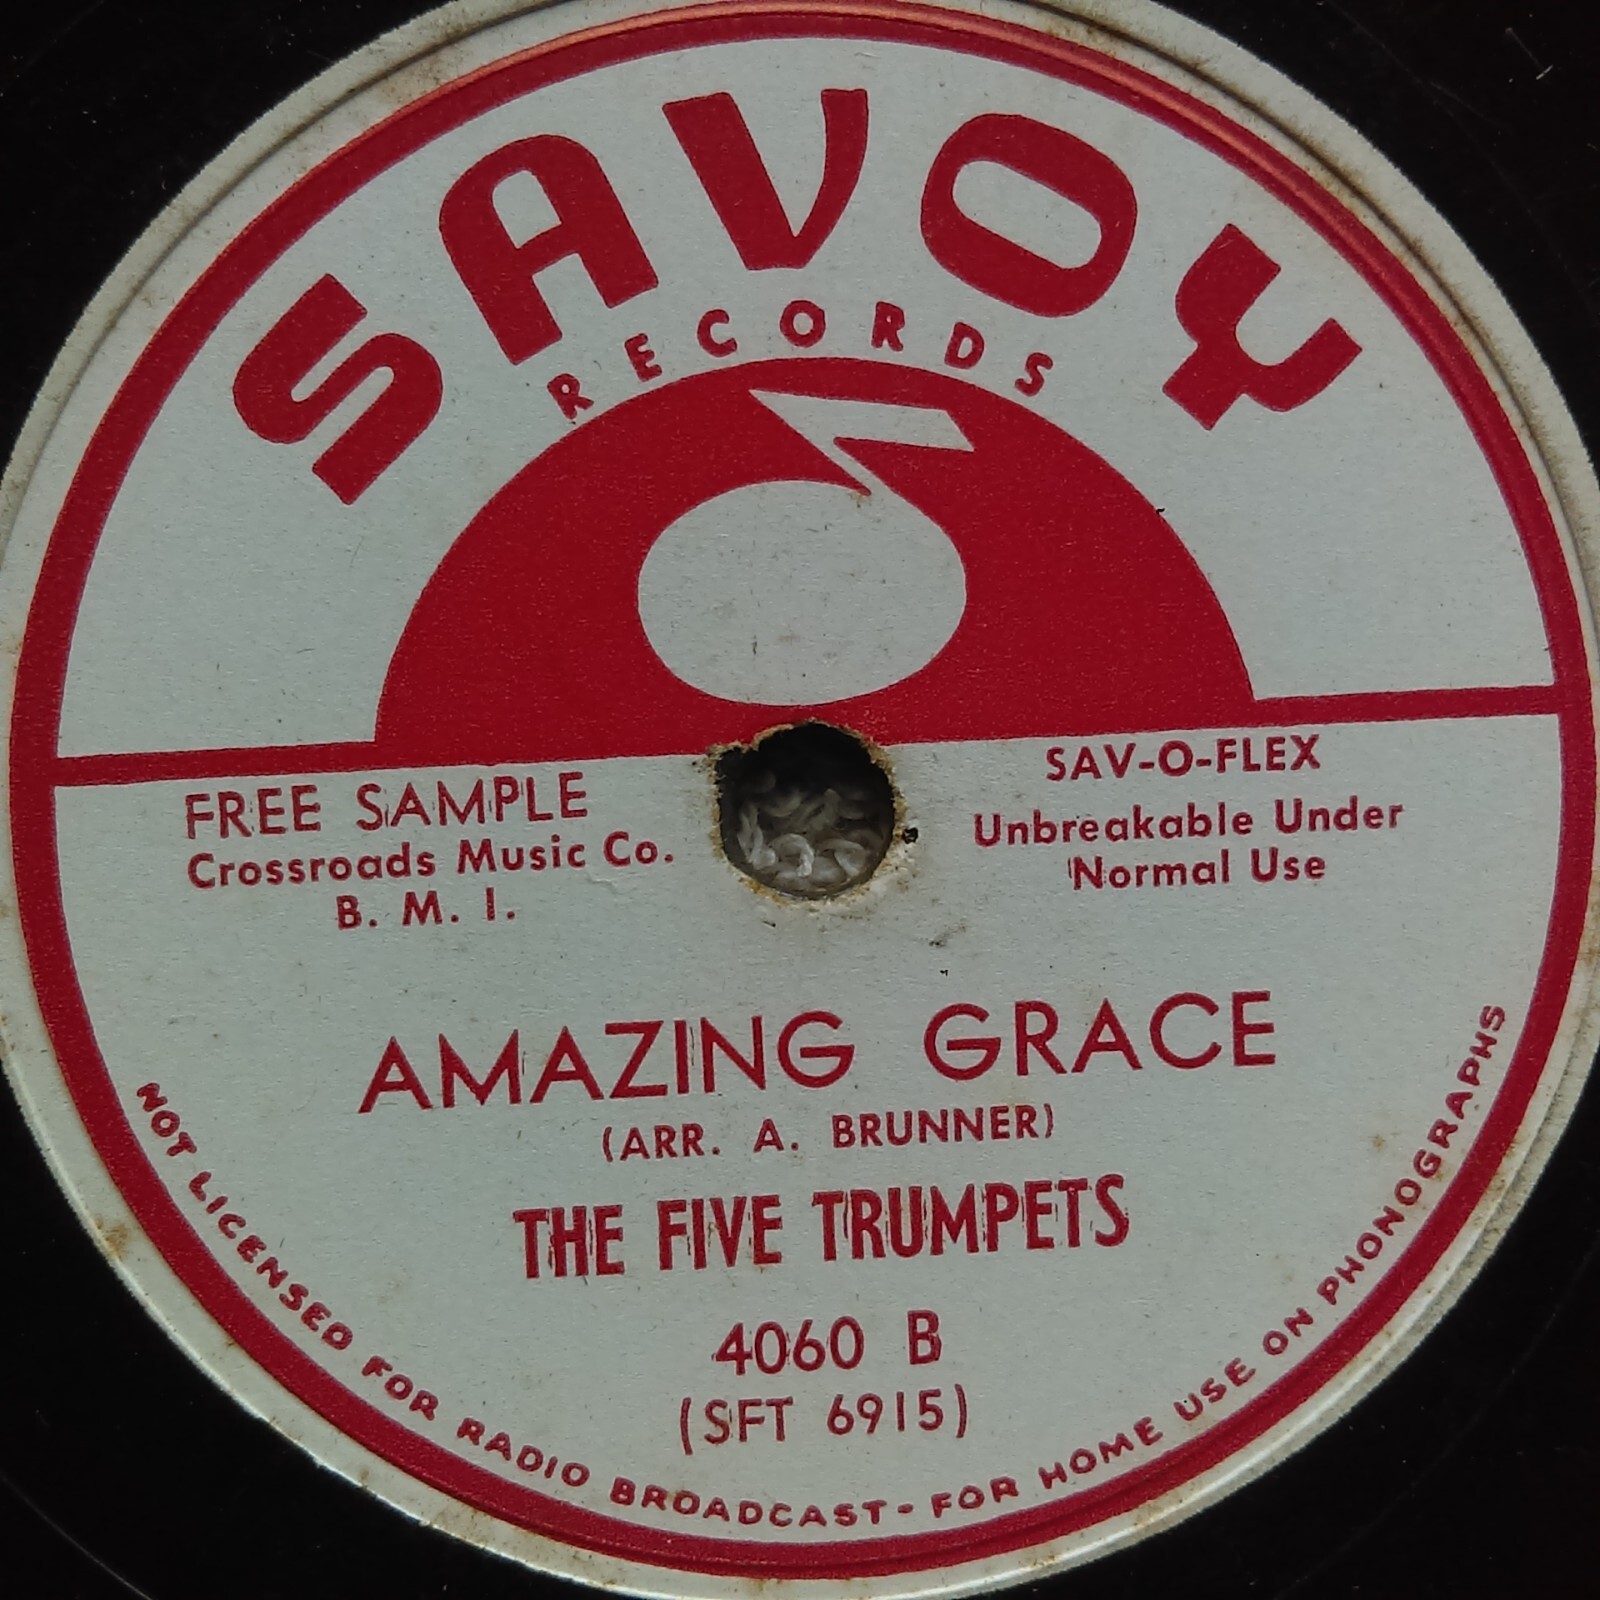 SAVOY
RECORDS
FREE SAMPLE
Crossroads Music Co.
B. M. I.
SAV-O-FLEX
Unbreakable Under
Normal Use
AMAZING GRACE
(ARR. A. BRUNNER)
THE FIVE TRUMPETS
4060 B
(SFT 6915)
NOT LICENSED FOR RADIO BROADCAST - FOR HOME USE ON PHONOGRAPHS